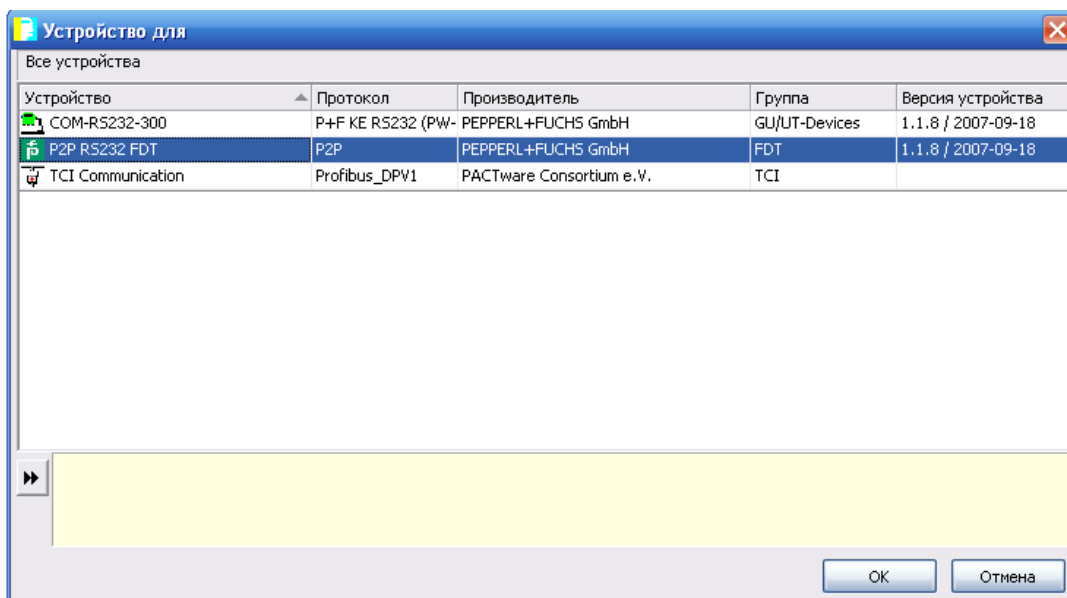 Устройство для
Все устройства
Устройство Протокол Производитель Группа Версия устройства
COM-RS232-300 P+F KE RS232 (PW- PEPPERL+FUCHS GmbH GU/UT-Devices 1.1.8 / 2007-09-18
P2P RS232 FDT P2P PEPPERL+FUCHS GmbH FDT 1.1.8 / 2007-09-18
TCI Communication Profibus_DPV1 PACTware Consortium e.V. TCI
OK Отмена